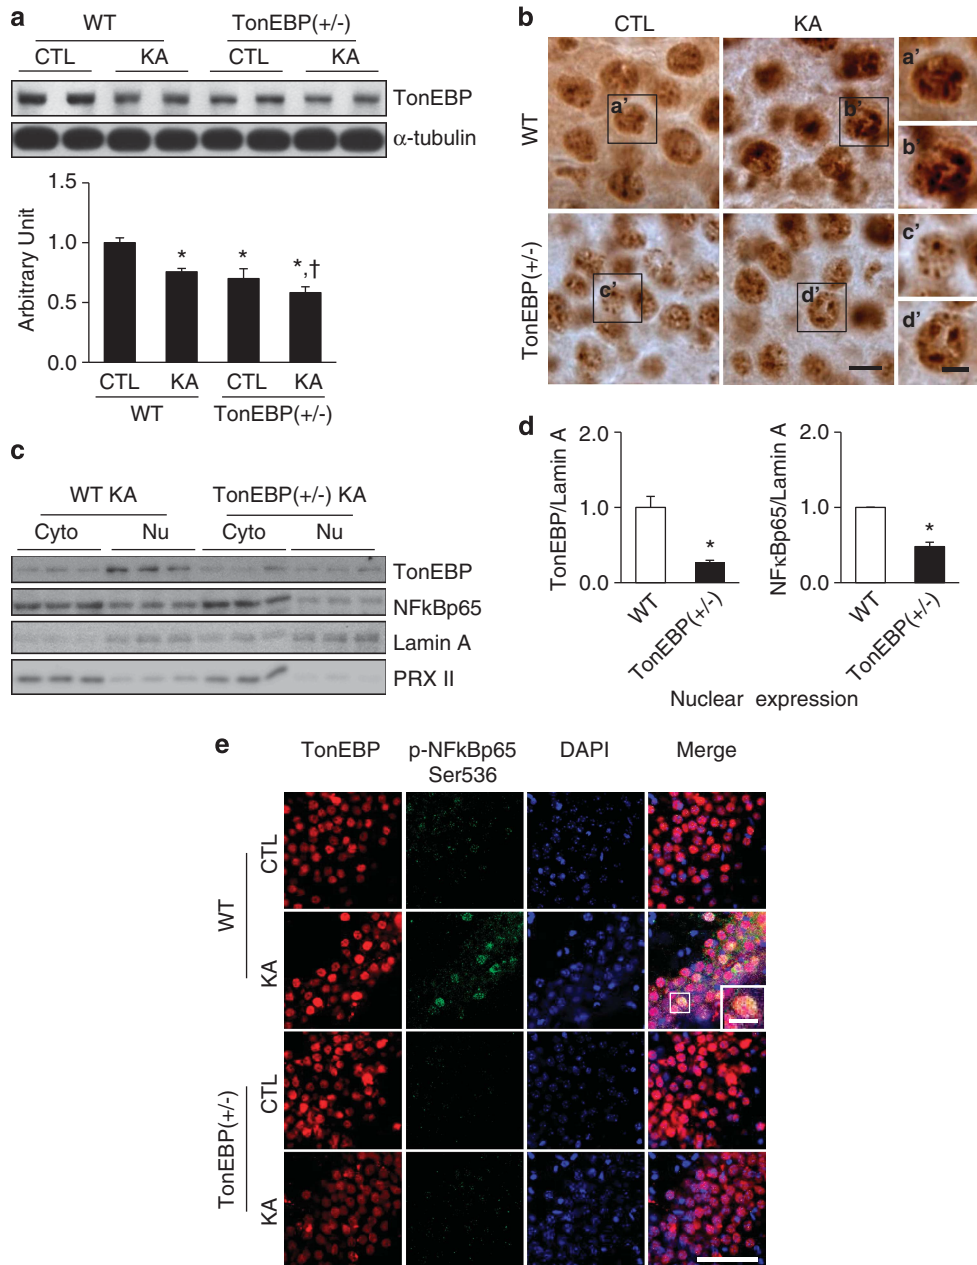 a
WT TonEBP(+/-)
CTL KA CTL KA
TonEBP
α-tubulin
Arbitrary Unit
1.5
1.0
0.5
0.0
* * *,†
CTL KA CTL KA
WT TonEBP(+/-)
b
CTL KA
WT
TonEBP(+/-)
a’ b’
c’ d’
a’
b’
c’
d’
c
WT KA TonEBP(+/-) KA
Cyto Nu Cyto Nu
TonEBP
NFkBp65
Lamin A
PRX II
d
TonEBP/Lamin A
2.0
1.0
0.0
*
WT TonEBP(+/-)
NFκBp65/Lamin A
2.0
1.0
0.0
*
WT TonEBP(+/-)
Nuclear expression
e
TonEBP p-NFkBp65 DAPI Merge
Ser536
WT
CTL
KA
TonEBP(+/-)
CTL
KA